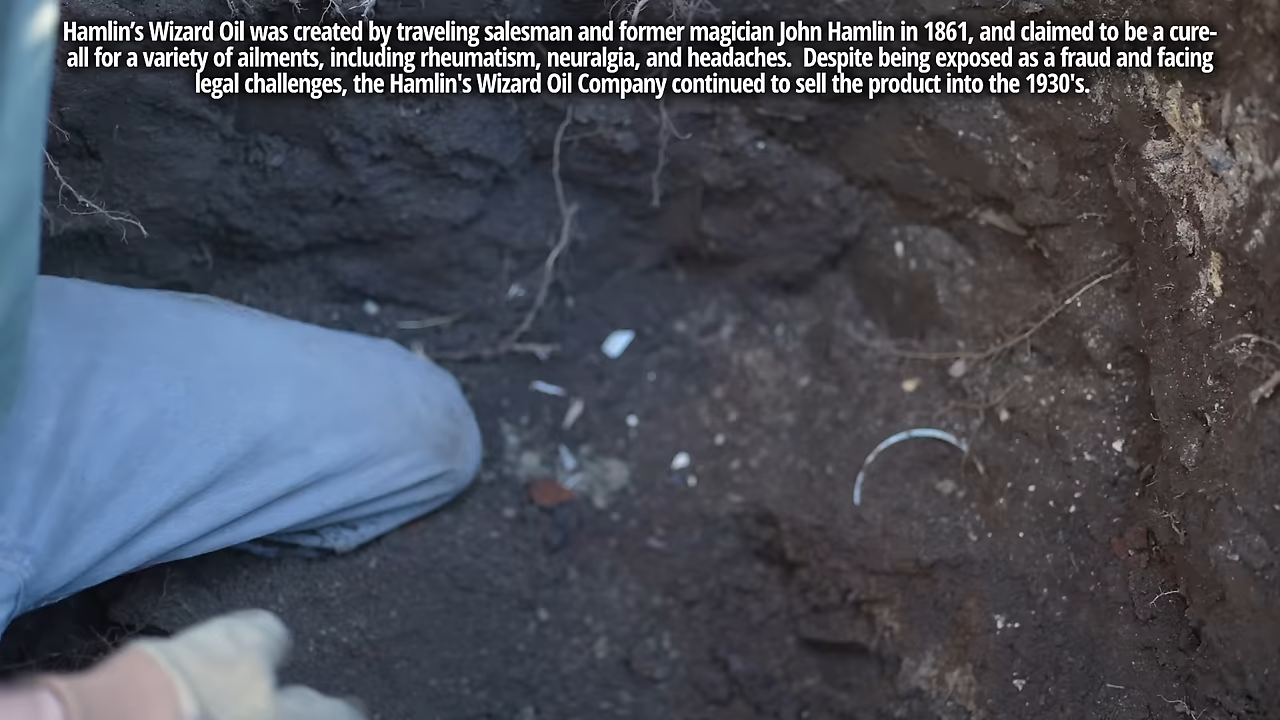 Hamlin’s Wizard Oil was created by traveling salesman and former magician John Hamlin in 1861, and claimed to be a cure-
all for a variety of ailments, including rheumatism, neuralgia, and headaches.  Despite being exposed as a fraud and facing
legal challenges, the Hamlin's Wizard Oil Company continued to sell the product into the 1930's.